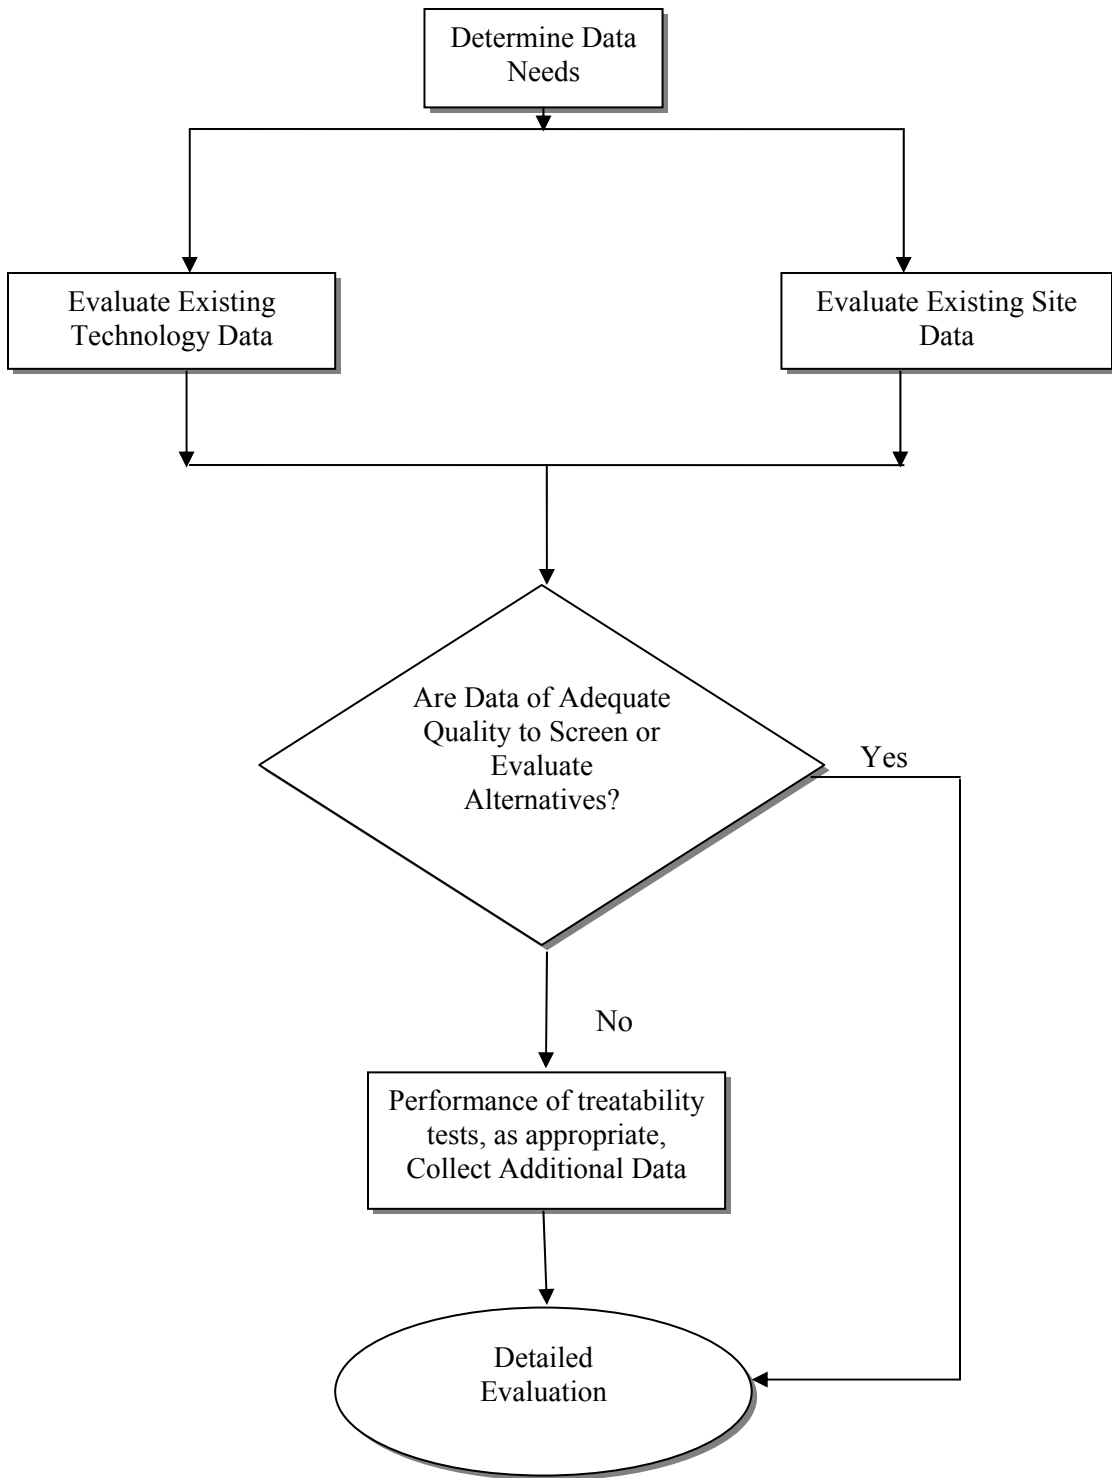 Determine Data
Needs
Evaluate Existing
Technology Data
Evaluate Existing Site
Data
Are Data of Adequate
Quality to Screen or
Evaluate
Alternatives?
Yes
No
Performance of treatability
tests, as appropriate,
Collect Additional Data
Detailed
Evaluation